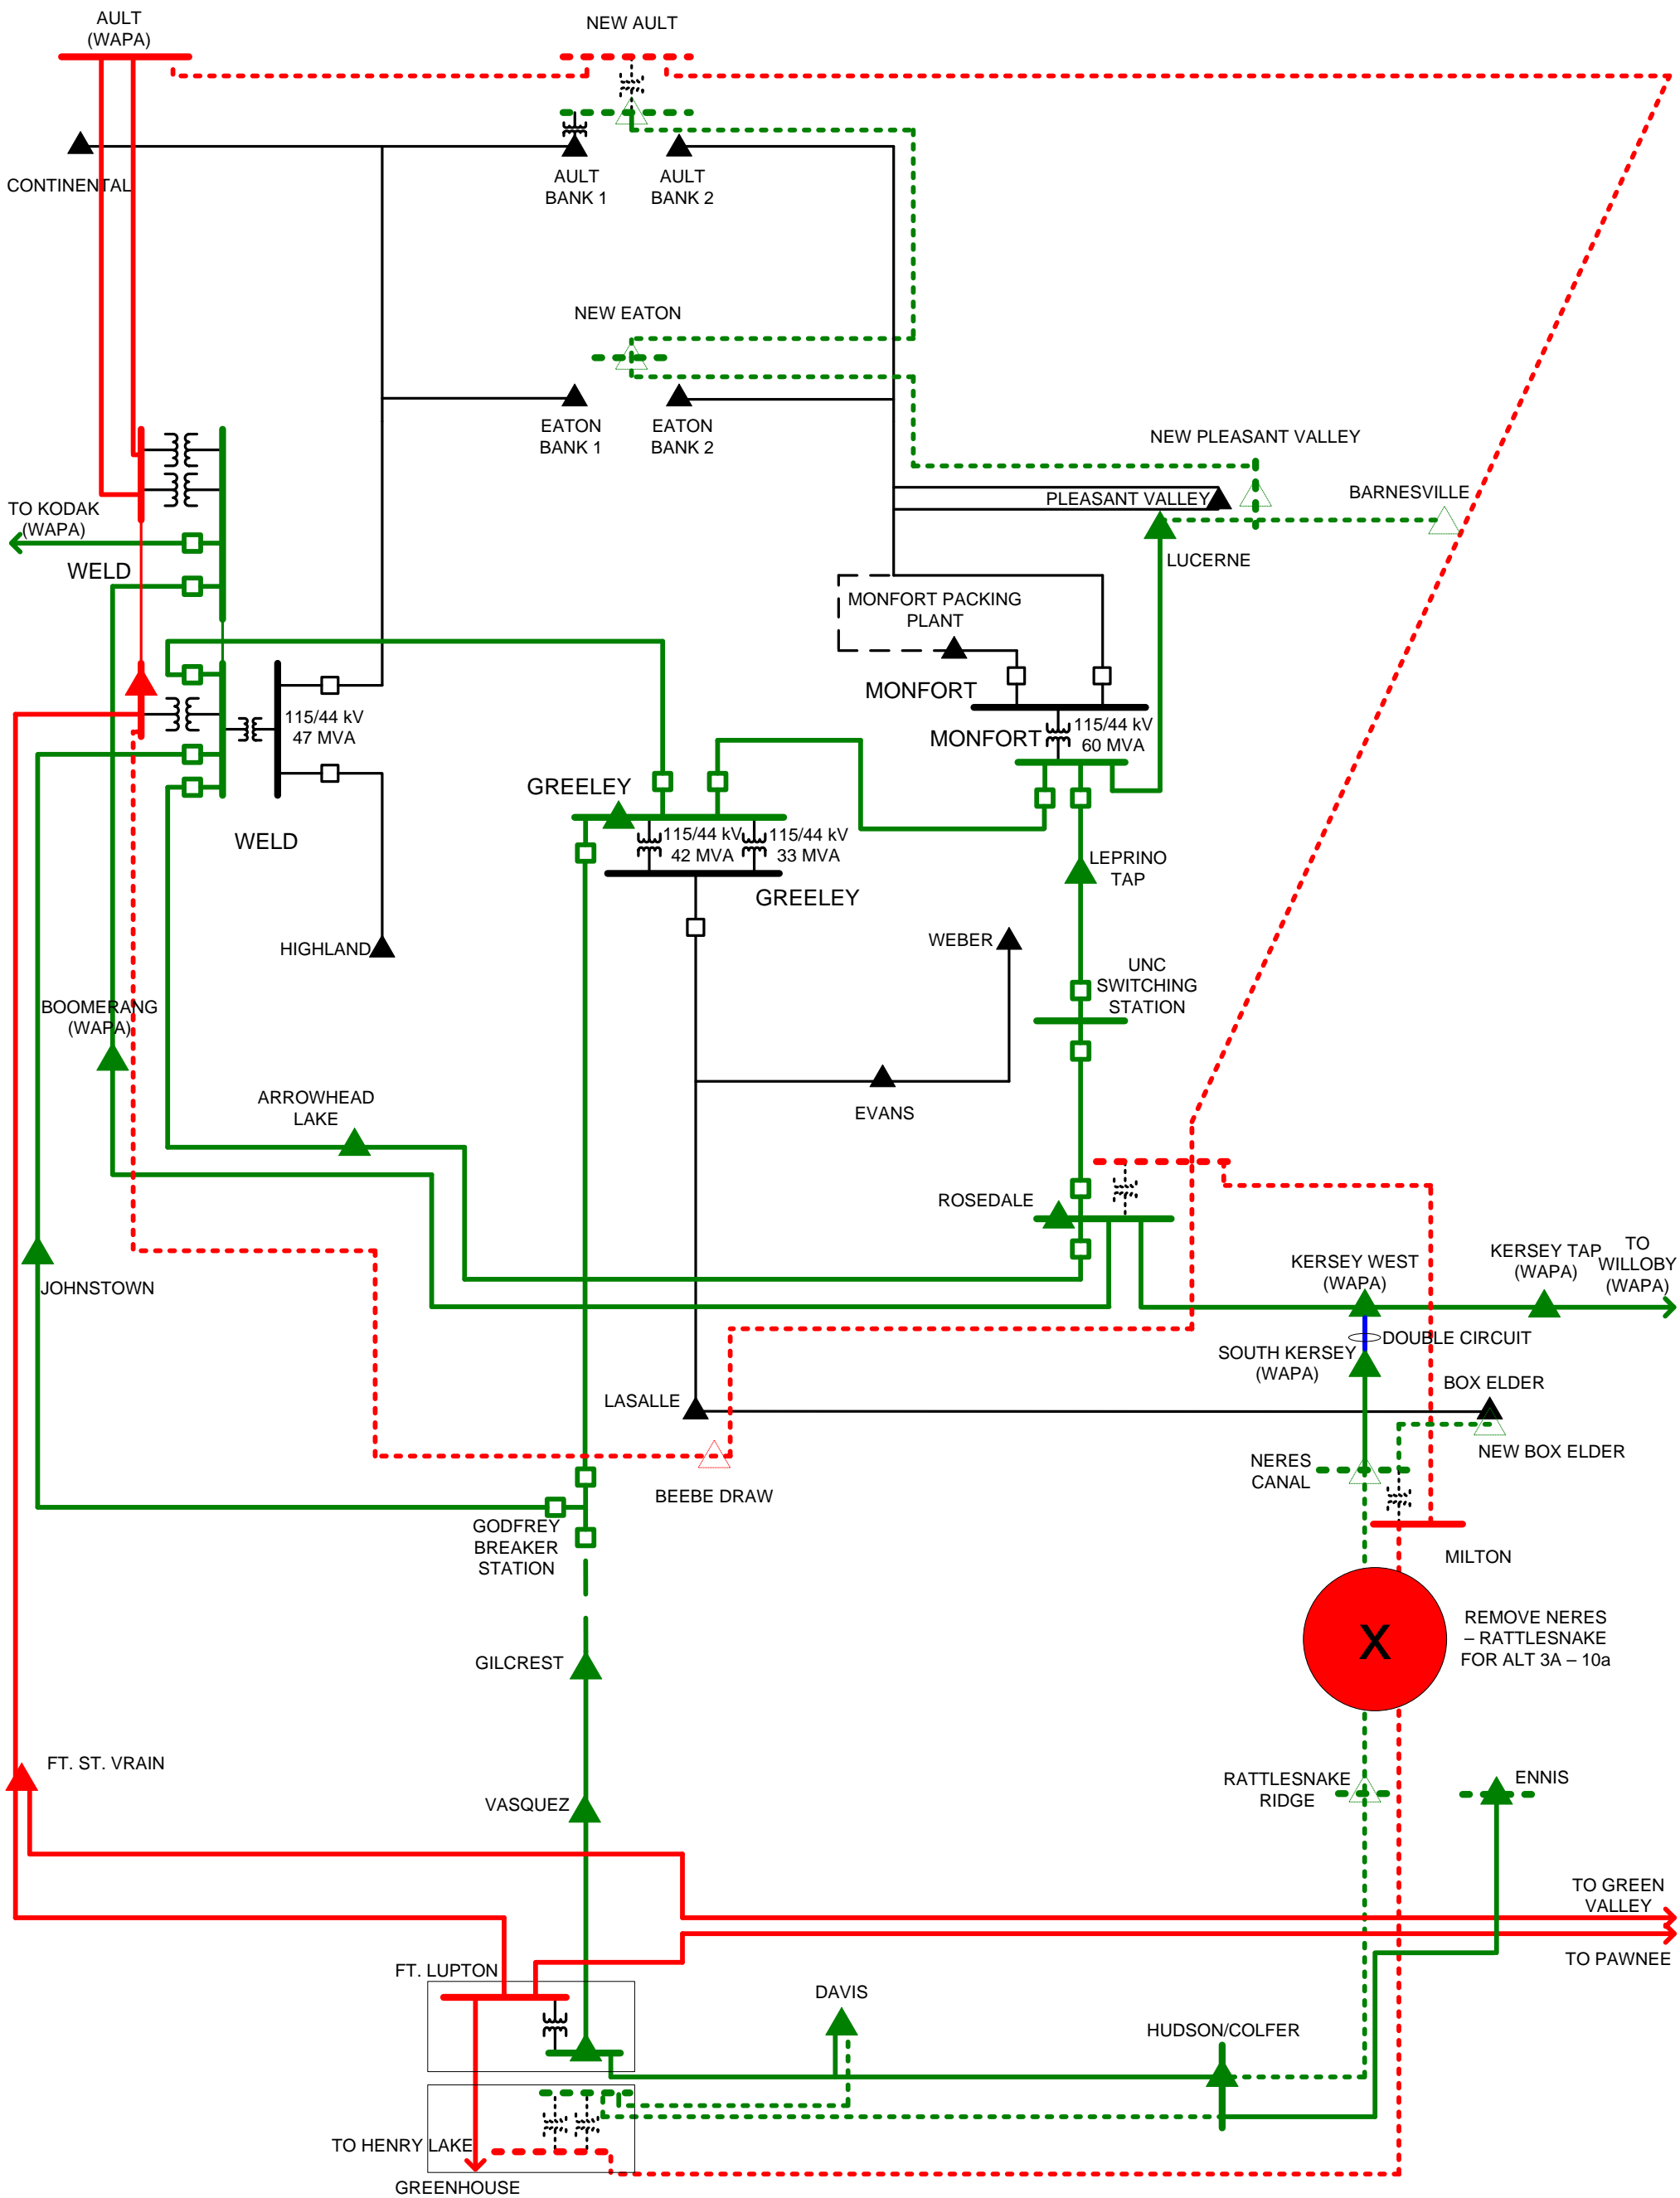 AULT
(WAPA)
NEW AULT
CONTINENTAL
AULT
BANK 1
AULT
BANK 2
NEW EATON
EATON
BANK 1
EATON
BANK 2
NEW PLEASANT VALLEY
PLEASANT VALLEY
BARNESVILLE
TO KODAK
(WAPA)
WELD
LUCERNE
MONFORT PACKING
PLANT
MONFORT
115/44 kV
47 MVA
MONFORT
115/44 kV
60 MVA
GREELEY
WELD
115/44 kV
42 MVA
115/44 kV
33 MVA
LEPRINO
TAP
GREELEY
HIGHLAND
WEBER
UNC
SWITCHING
STATION
BOOMERANG
(WAPA)
ARROWHEAD
LAKE
EVANS
ROSEDALE
JOHNSTOWN
KERSEY WEST
(WAPA)
KERSEY TAP
(WAPA)
TO
WILLOBY
(WAPA)
DOUBLE CIRCUIT
SOUTH KERSEY
(WAPA)
LASALLE
BOX ELDER
NEW BOX ELDER
NERES
CANAL
BEEBE DRAW
GODFREY
BREAKER
STATION
MILTON
X
REMOVE NERES
– RATTLESNAKE
FOR ALT 3A – 10a
GILCREST
FT. ST. VRAIN
VASQUEZ
RATTLESNAKE
RIDGE
ENNIS
TO GREEN
VALLEY
TO PAWNEE
FT. LUPTON
DAVIS
HUDSON/COLFER
TO HENRY LAKE
GREENHOUSE